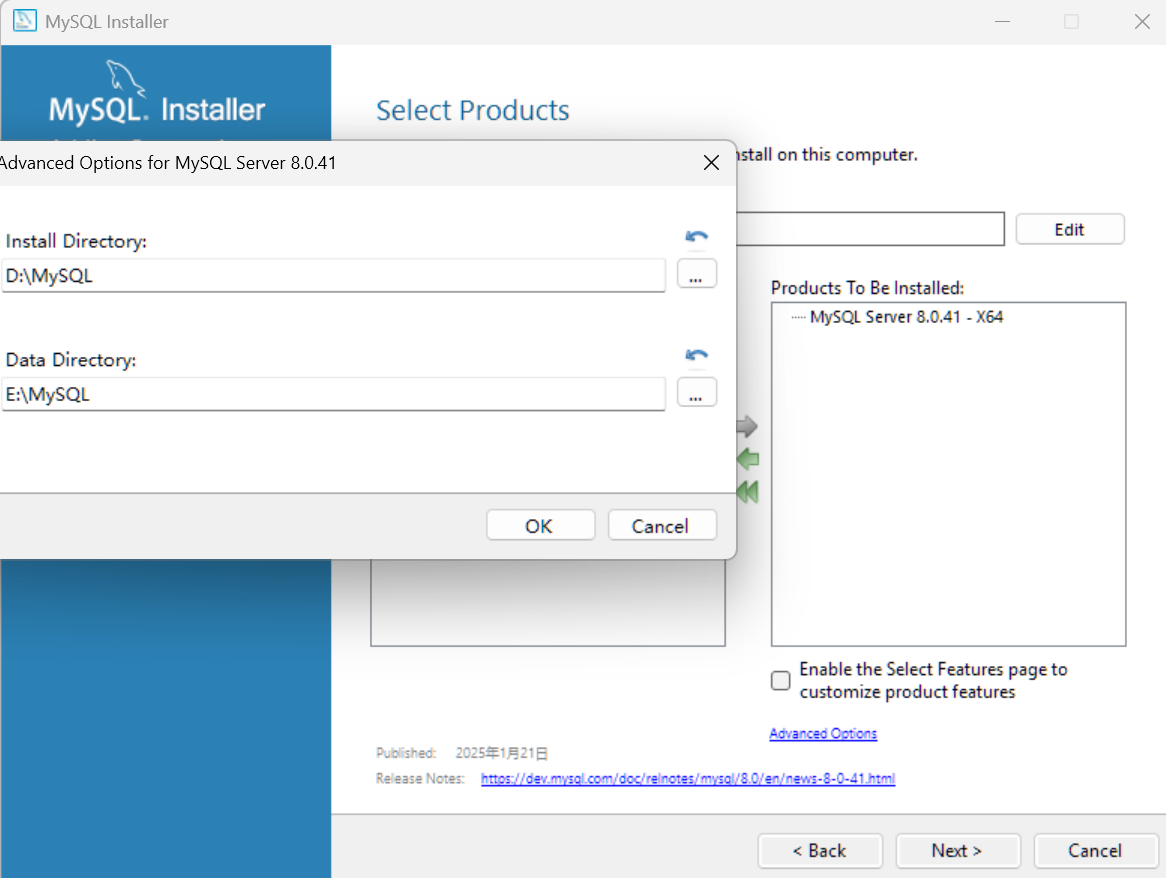 MySQL Installer
MySQL. Installer
Select Products
Advanced Options for MySQL Server 8.0.41
install on this computer.
Install Directory:
Edit
D:\MySQL
...
Products To Be Installed:
MySQL Server 8.0.41 - X64
Data Directory:
E:\MySQL
...
OK
Cancel
Enable the Select Features page to
customize product features
Advanced Options
Published: 2025年1月21日
Release Notes: https://dev.mysql.com/doc/relnotes/mysql/8.0/en/news-8-0-41.html
< Back
Next >
Cancel